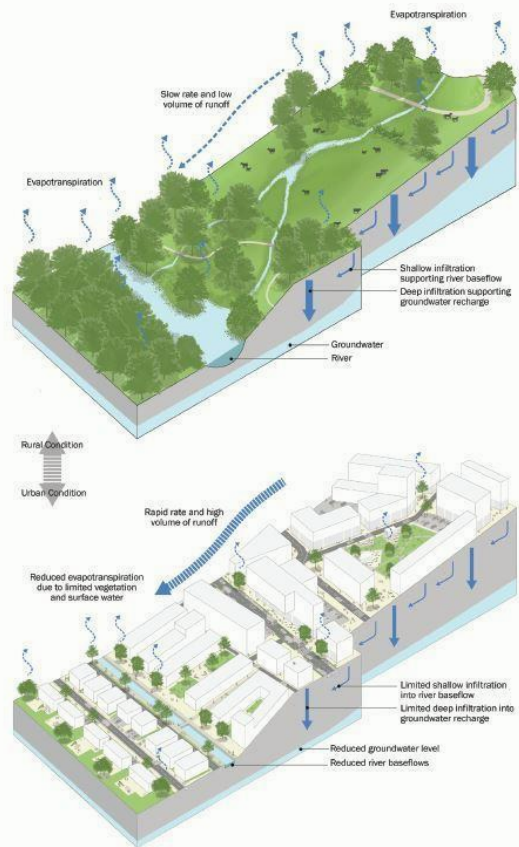 Evapotranspiration
Slow rate and low
volume of runoff
Evapotranspiration
Shallow infiltration
supporting river baseflow
Deep infiltration supporting
groundwater recharge
Groundwater
River
Rural Condition
Urban Condition
Rapid rate and high
volume of runoff
Reduced evapotranspiration
due to limited vegetation
and surface water
Limited shallow infiltration
into river baseflow
Limited deep infiltration into
groundwater recharge
Reduced groundwater level
Reduced river baseflows